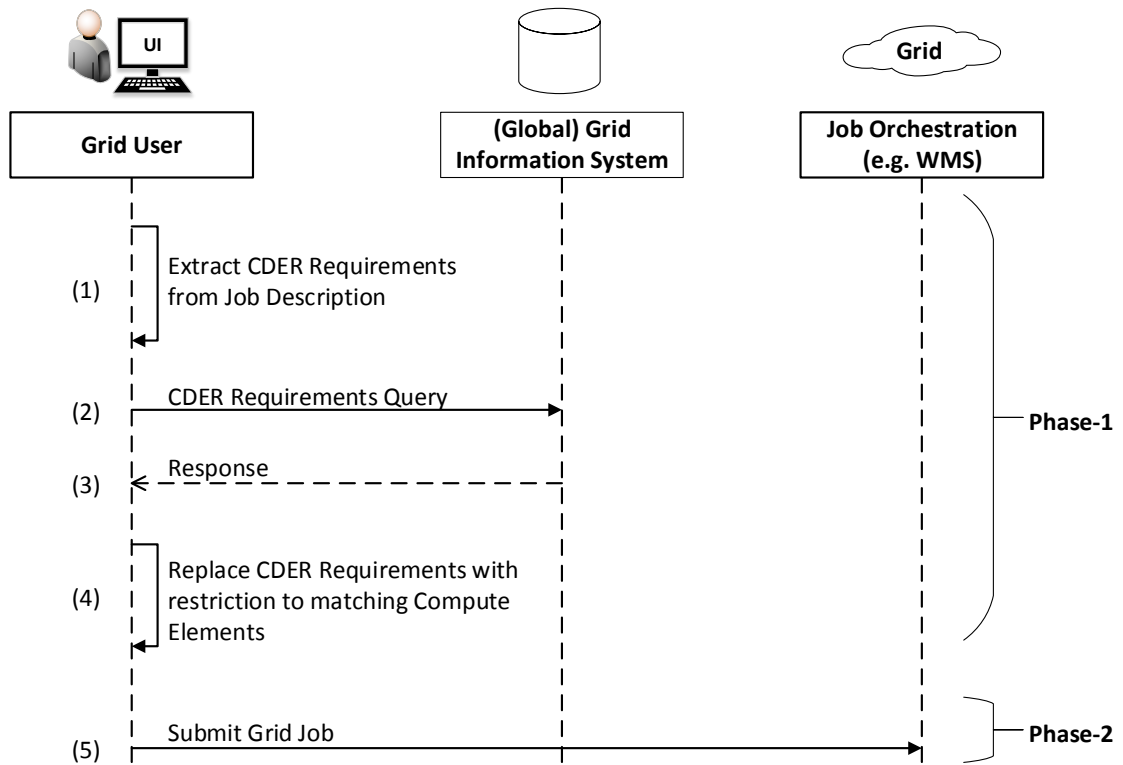 UI
Grid
Grid User
(Global) Grid
Information System
Job Orchestration
(e.g. WMS)
(1)
Extract CDER Requirements
from Job Description
(2)
CDER Requirements Query
Phase-1
(3)
Response
(4)
Replace CDER Requirements with
restriction to matching Compute
Elements
(5)
Submit Grid Job
Phase-2